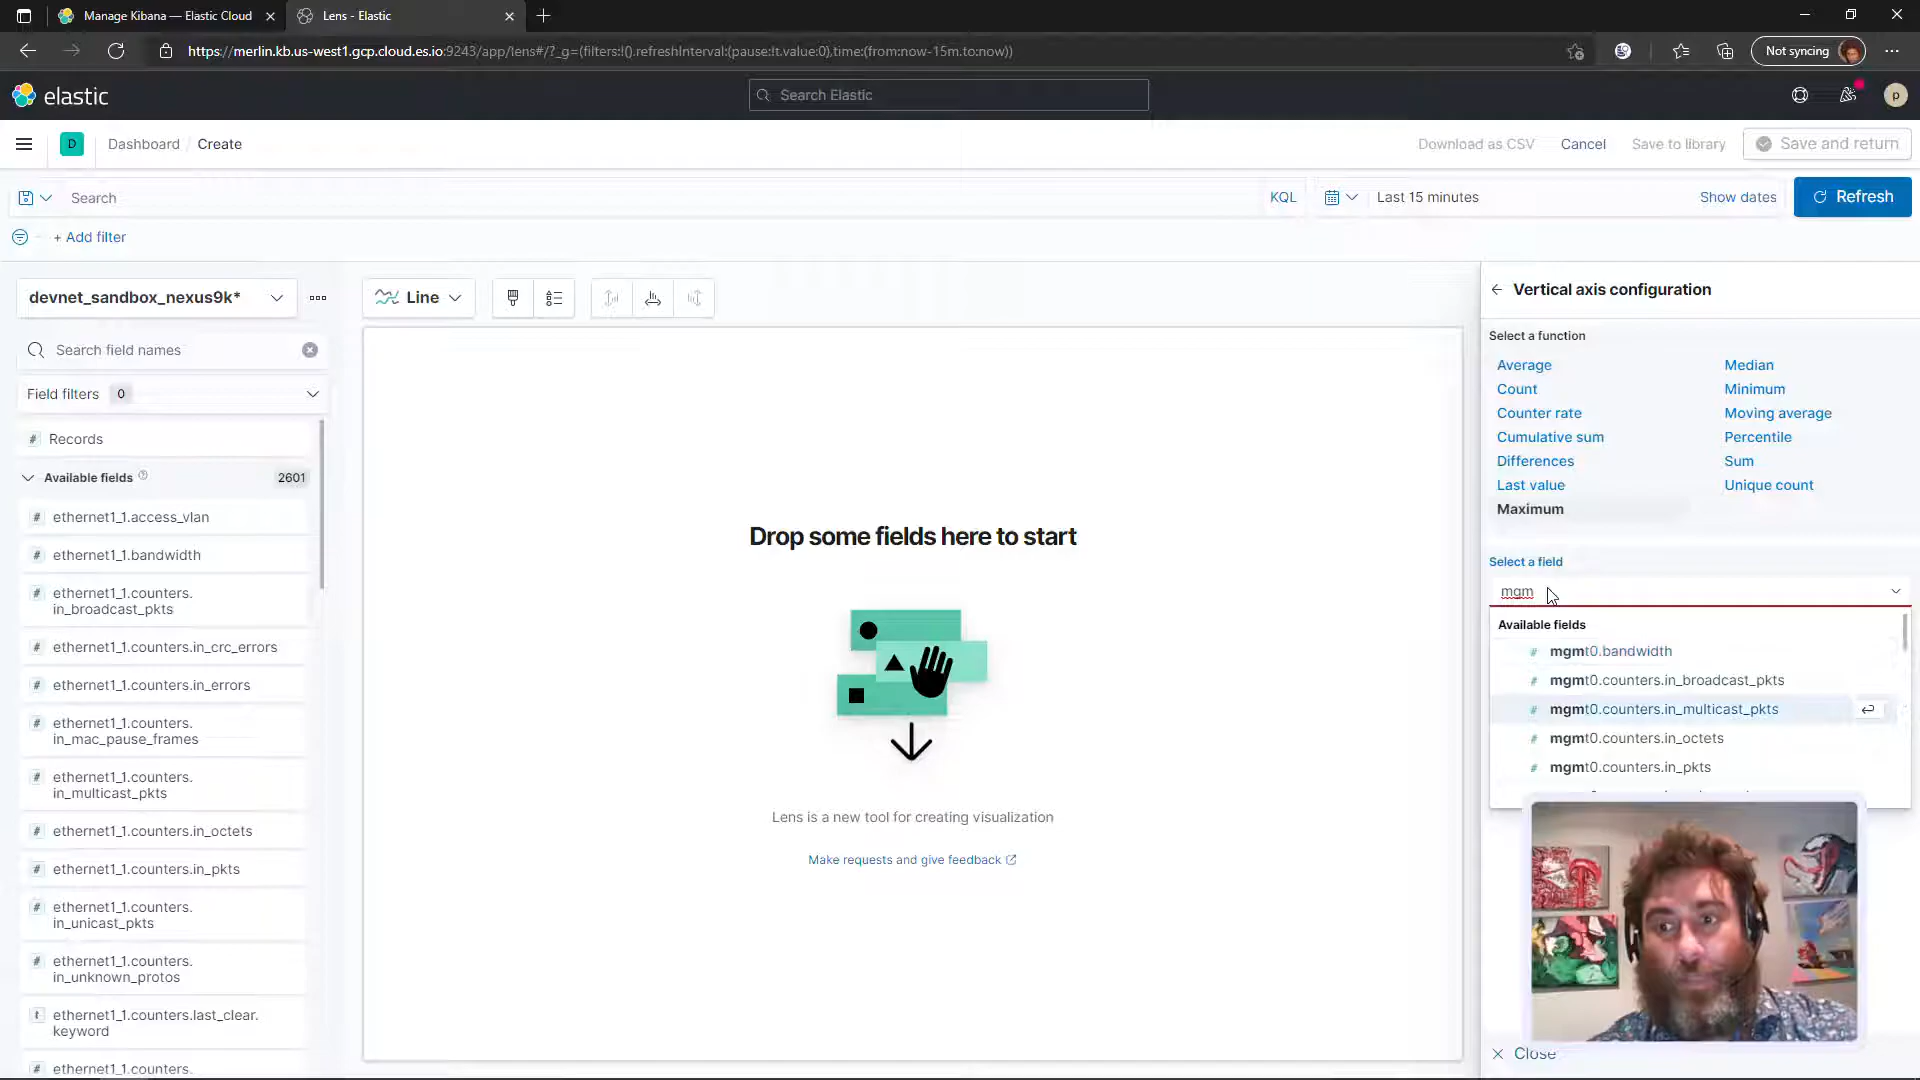 Manage Kibana — Elastic Cloud
Lens - Elastic
https://merlin.kb.us-west1.gcp.cloud.es.io:9243/app/lens#/?_g=(filters:!().refreshInterval:(pause:!t.value:0),time:(from:now-15m.to:now))
Not syncing
elastic
Search Elastic
p
D
Dashboard / Create
Download as CSV
Cancel
Save to library
Save and return
Search
KQL
Last 15 minutes
Show dates
Refresh
+ Add filter
devnet_sandbox_nexus9k*
Line
Vertical axis configuration
Search field names
Field filters 0
# Records
Available fields
2601
# ethernet1_1.access_vlan
# ethernet1_1.bandwidth
# ethernet1_1.counters.
in_broadcast_pkts
# ethernet1_1.counters.in_crc_errors
# ethernet1_1.counters.in_errors
# ethernet1_1.counters.
in_mac_pause_frames
# ethernet1_1.counters.
in_multicast_pkts
# ethernet1_1.counters.in_octets
# ethernet1_1.counters.in_pkts
# ethernet1_1.counters.
in_unicast_pkts
# ethernet1_1.counters.
in_unknown_protos
t ethernet1_1.counters.last_clear.
keyword
# ethernet1_1.counters.
Drop some fields here to start
Lens is a new tool for creating visualization
Make requests and give feedback
Select a function
Average
Median
Count
Minimum
Counter rate
Moving average
Cumulative sum
Percentile
Differences
Sum
Last value
Unique count
Maximum
Select a field
mgm
Available fields
# mgmt0.bandwidth
# mgmt0.counters.in_broadcast_pkts
# mgmt0.counters.in_multicast_pkts
# mgmt0.counters.in_octets
# mgmt0.counters.in_pkts
Close